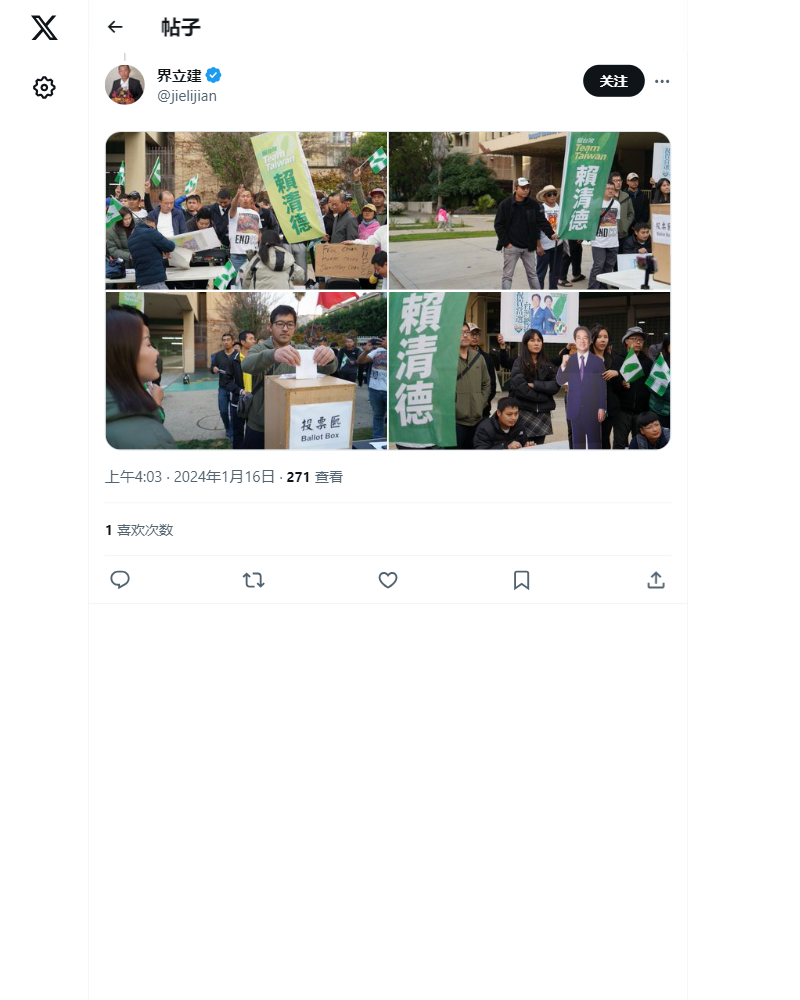 帖子
界立建
@jielijian
关注
Team
Taiwan
賴清德
END
Team
Taiwan
賴清德
投票匭
Ballot Box
賴清德
上午4:03 · 2024年1月16日 · 271 查看
1 喜欢次数